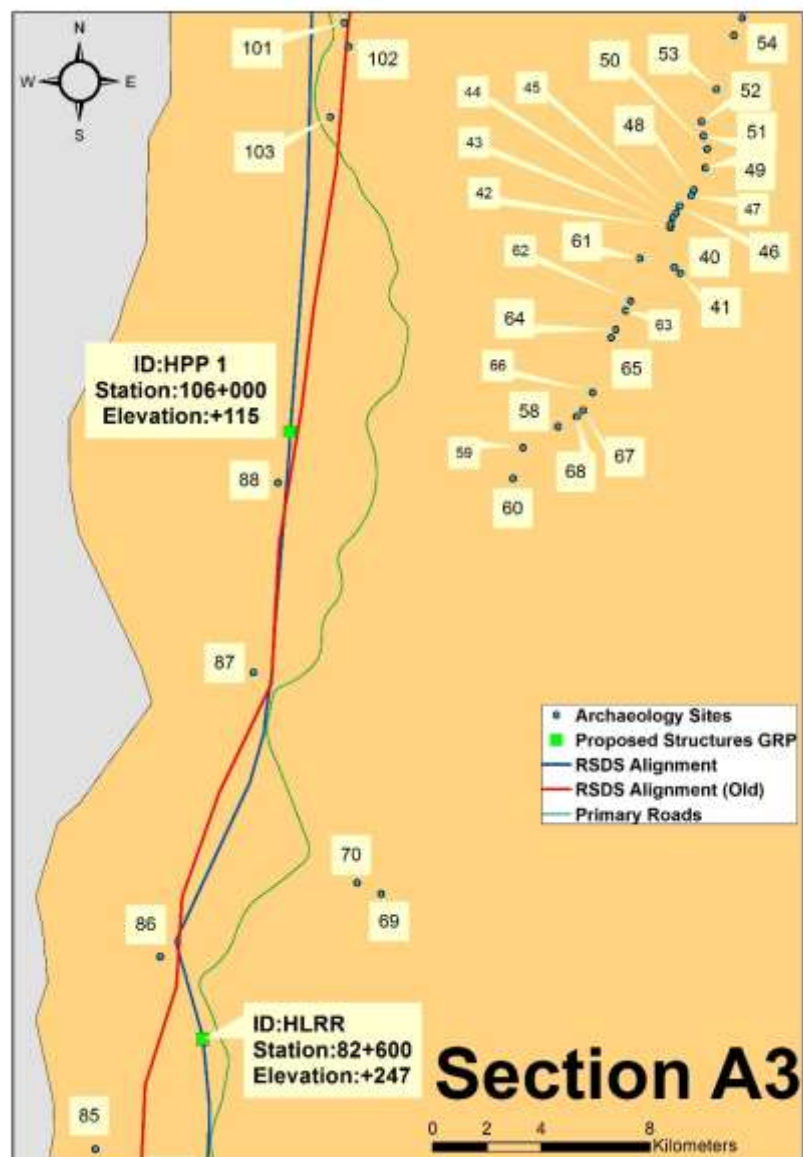 N
W E
S
101
102
103
54
53
50
52
45
44
51
48
43
49
42
47
61
46
62
40
41
64
63
65
66
58
67
59
68
60
ID:HPP 1
Station:106+000
Elevation:+115
88
87
Archaeology Sites
Proposed Structures GRP
RSDS Alignment
RSDS Alignment (Old)
Primary Roads
70
69
86
ID:HLRR
Station:82+600
Elevation:+247
Section A3
85
0 2 4 8
Kilometers